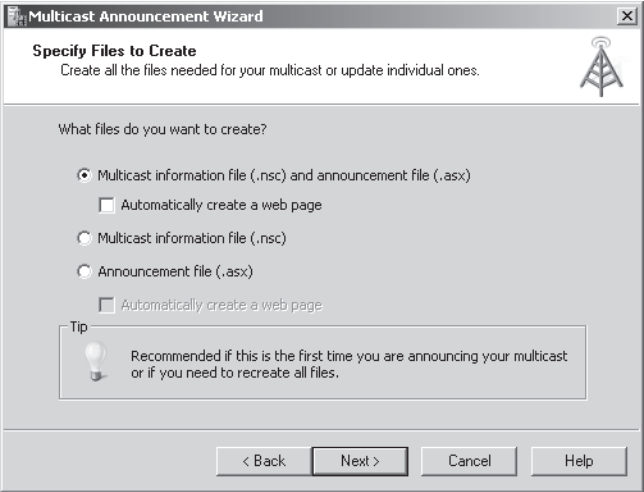 Multicast Announcement Wizard
Specify Files to Create
Create all the files needed for your multicast or update individual ones.
What files do you want to create?
Multicast information file (.nsc) and announcement file (.asx)
Automatically create a web page
Multicast information file (.nsc)
Announcement file (.asx)
Automatically create a web page
Tip
Recommended if this is the first time you are announcing your multicast
or if you need to recreate all files.
< Back
Next >
Cancel
Help